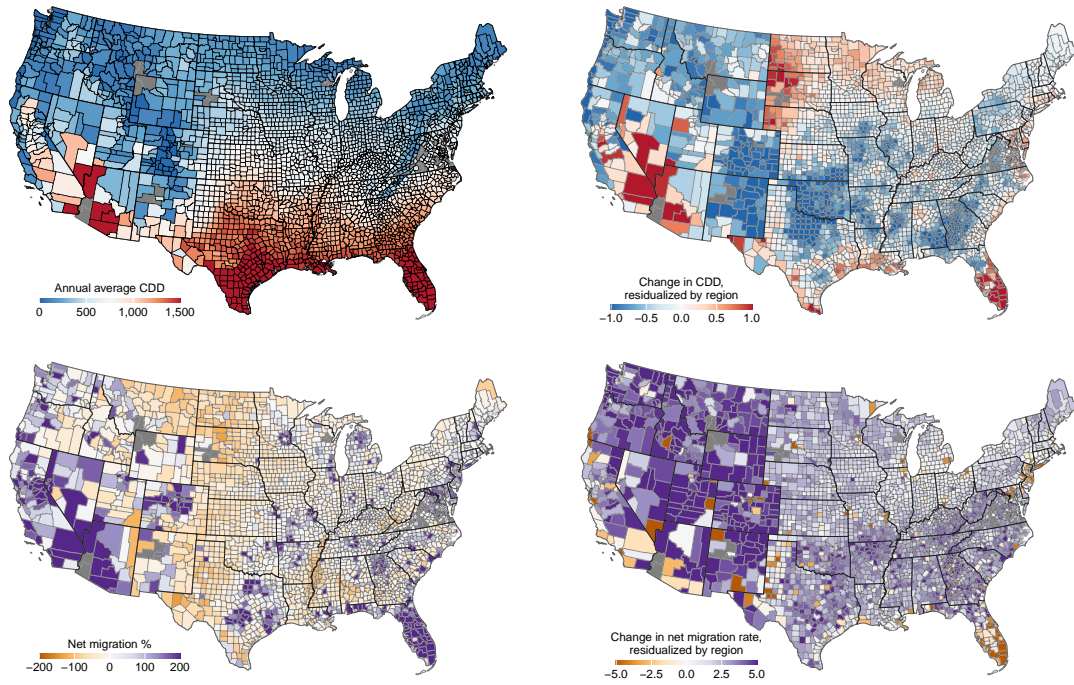 Annual average CDD
0 500 1,000 1,500
Change in CDD,
residualized by region
−1.0 −0.5 0.0 0.5 1.0
Net migration %
−200 −100 0 100 200
Change in net migration rate,
residualized by region
−5.0 −2.5 0.0 2.5 5.0